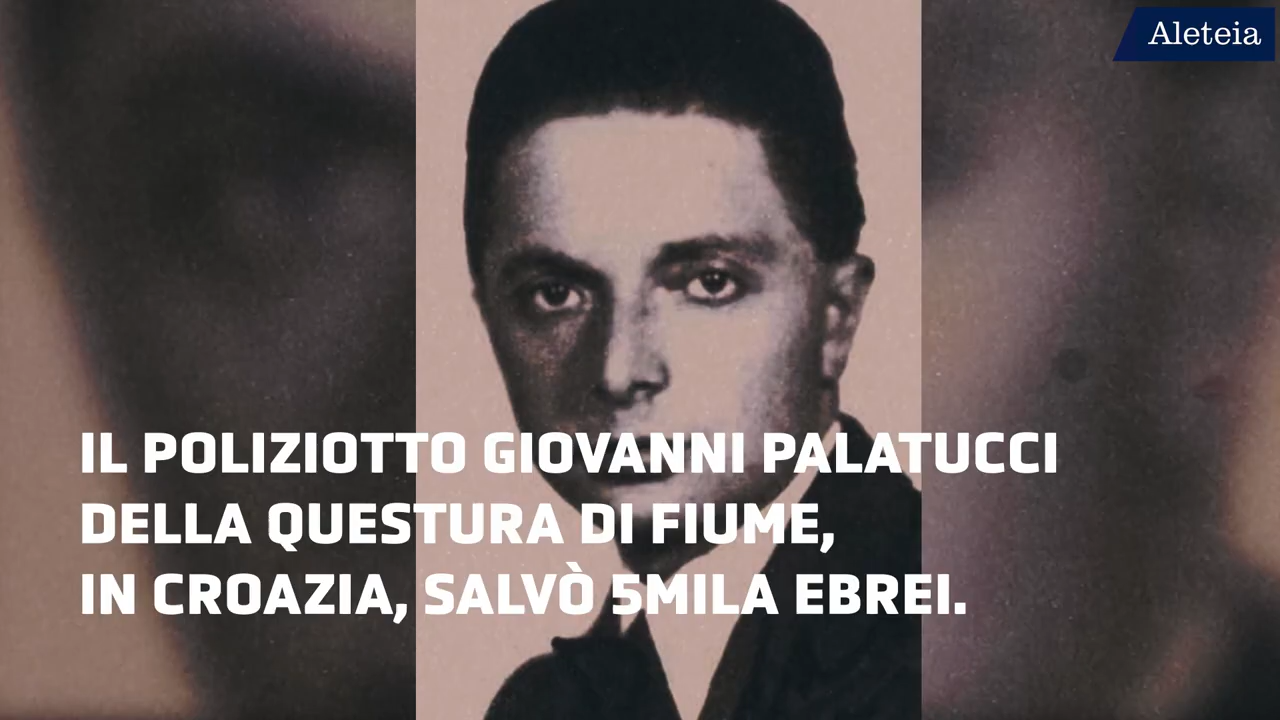 Aleteia
IL POLIZIOTTO GIOVANNI PALATUCCI
DELLA QUESTURA DI FIUME,
IN CROAZIA, SALVÒ 5MILA EBREI.